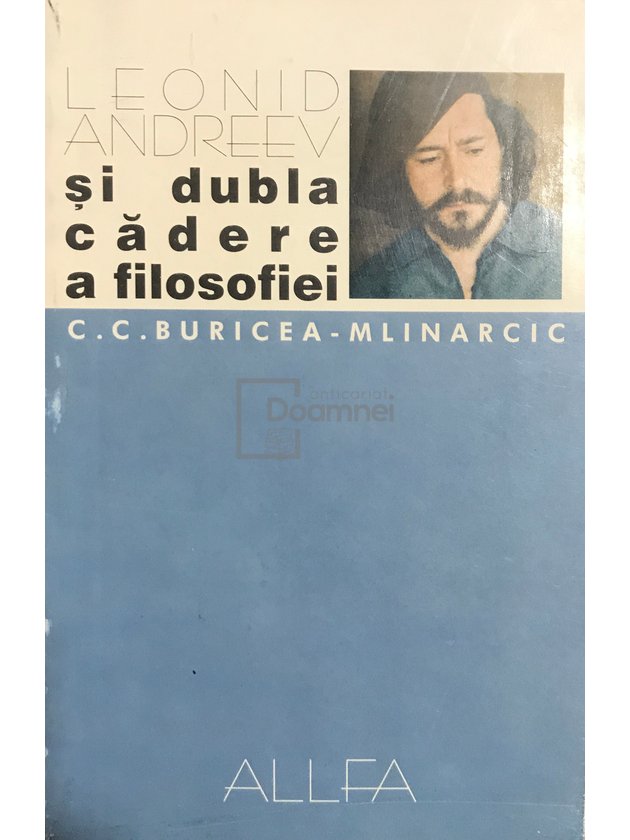 LEONID
ANDREEV
și dubla
cădere
a filosofiei
C.C.BURICEA-MLINARCIC
anticariat
Doamnei
ALLFA